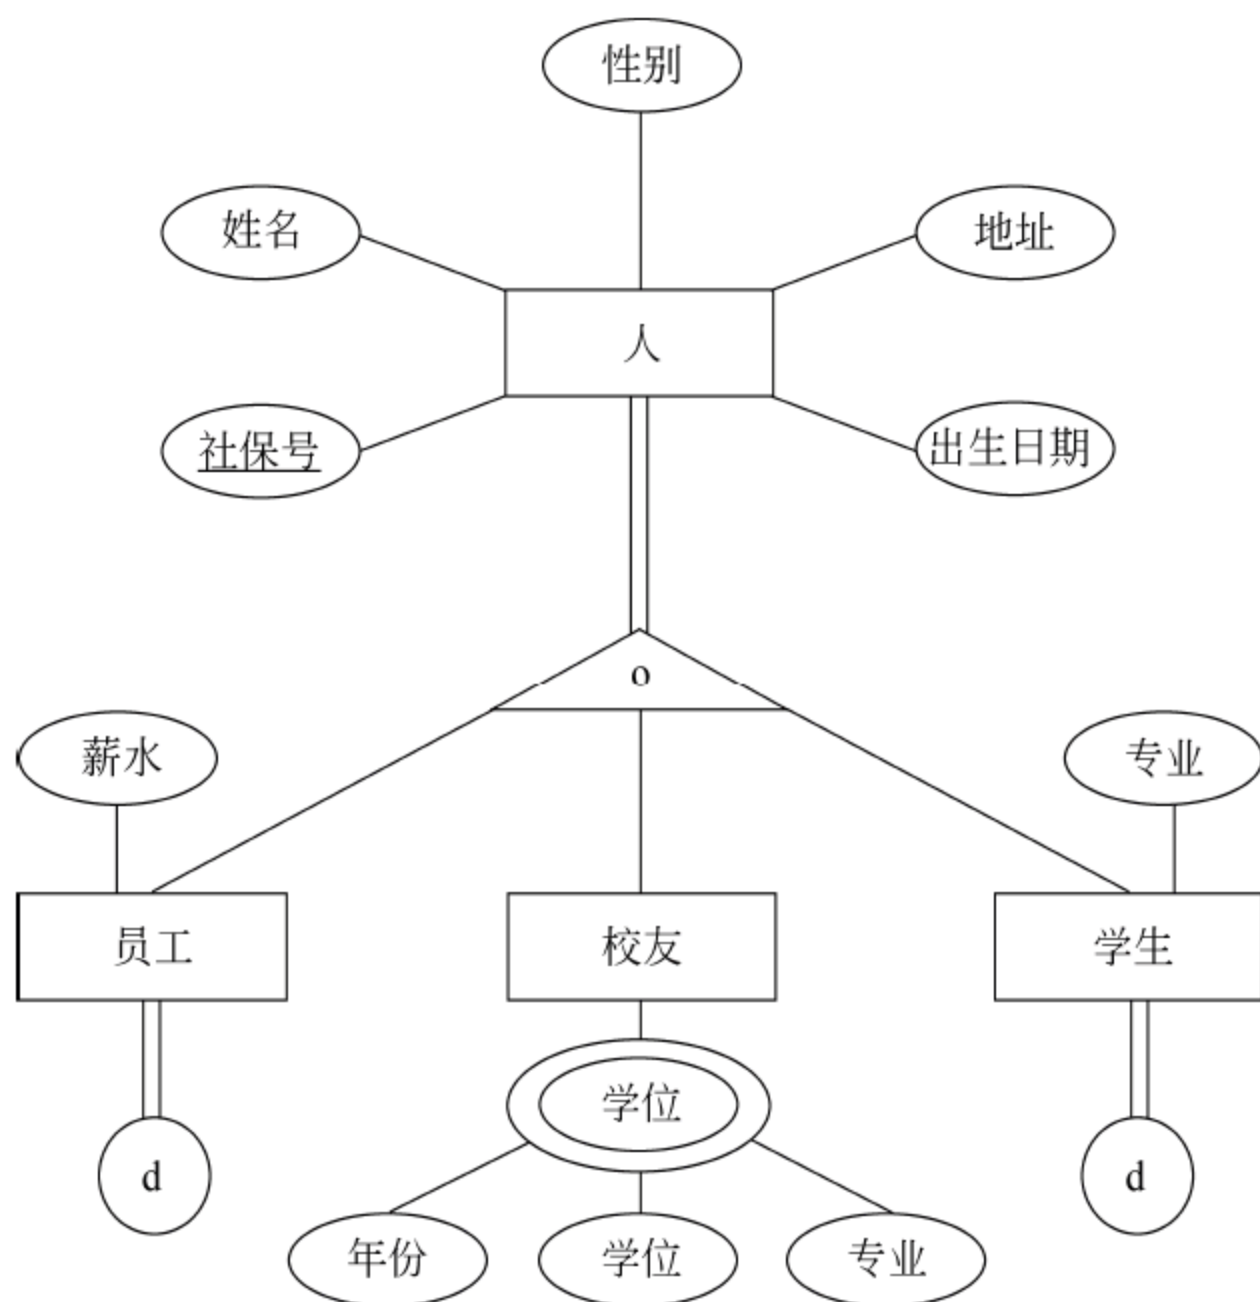 性别
姓名
地址
人
社保号
出生日期
o
薪水
专业
员工
校友
学生
学位
d
d
年份
学位
专业